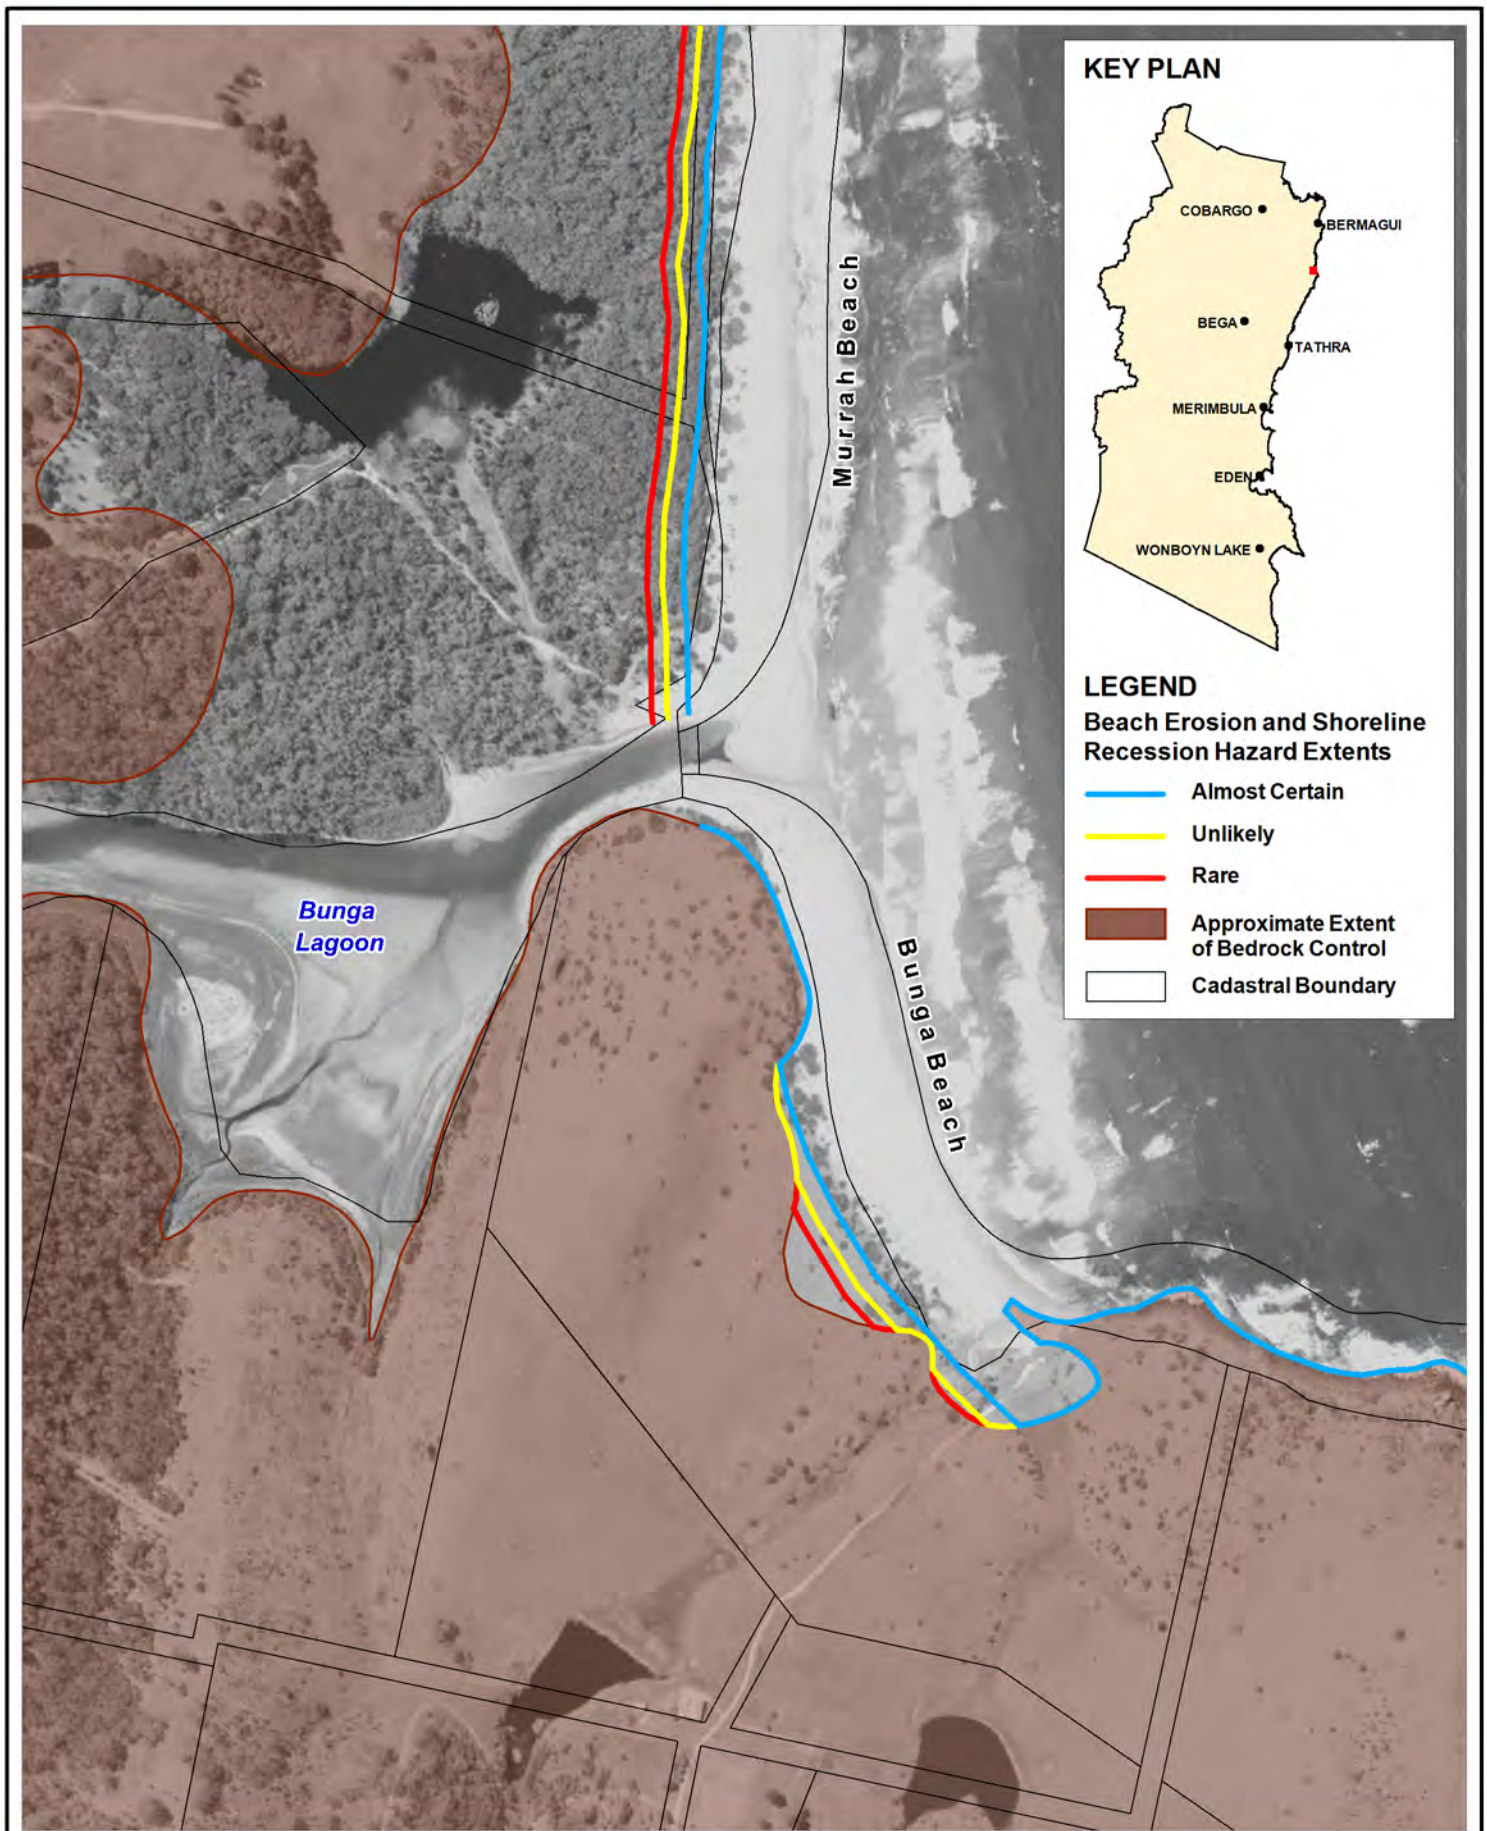 KEY PLAN
COBARGO
BERMAGUI
BEGA
TATHRA
MERIMBULA
EDEN
WONBOYN LAKE
LEGEND
Beach Erosion and Shoreline
Recession Hazard Extents
Almost Certain
Unlikely
Rare
Approximate Extent
of Bedrock Control
Cadastral Boundary
Murrah Beach
Bunga
Lagoon
Bunga Beach